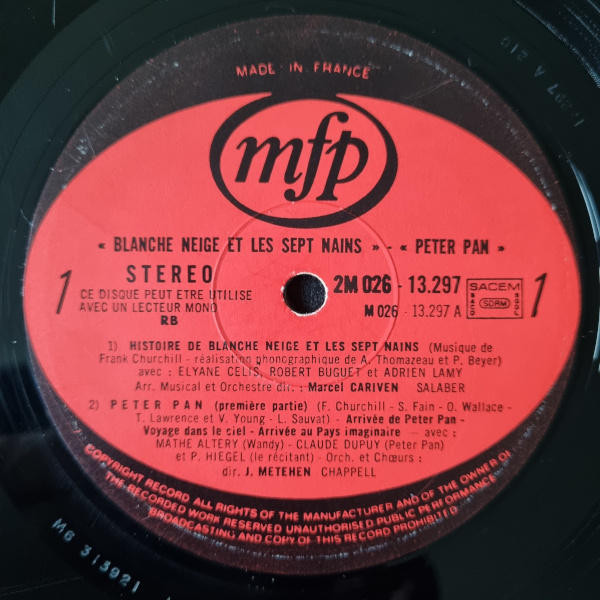 MADE IN FRANCE
mfp
« BLANCHE NEIGE ET LES SEPT NAINS » - « PETER PAN »
1
STEREO
CE DISQUE PEUT ETRE UTILISE
AVEC UN LECTEUR MONO
RB
2M 026 - 13.297
M 026 - 13.297 A
SACEM
SACD
SDRM
SGDL
1
1) HISTOIRE DE BLANCHE NEIGE ET LES SEPT NAINS (Musique de
Frank Churchill - réalisation phonographique de A. Thomazeau et P. Beyer)
avec : ELYANE CELIS, ROBERT BUGUET et ADRIEN LAMY
Arr. Musical et Orchestre dir. : Marcel CARIVEN SALABER
2) PETER PAN (première partie) (F. Churchill - S. Fain - O. Wallace -
T. Lawrence et V. Young - L. Sauvat) - Arrivée de Peter Pan -
Voyage dans le ciel - Arrivée au Pays imaginaire — avec :
MATHE ALTERY (Wandy) - CLAUDE DUPUY (Peter Pan)
et P. HIEGEL (le récitant) - Orch. et Chœurs :
dir. J. METEHEN CHAPPELL
COPYRIGHT RECORD ALL RIGHTS OF THE MANUFACTURER AND OF THE OWNER OF
THE RECORDED WORK RESERVED UNAUTHORISED PUBLIC PERFORMANCE
BROADCASTING AND COPY OF THIS RECORD PROHIBITED
M6 313921